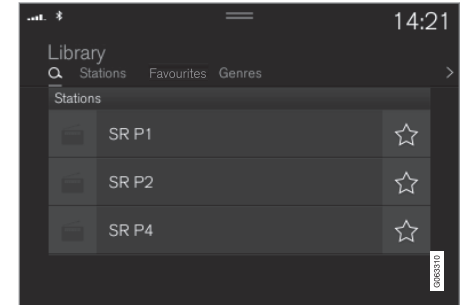 14:21
Library
Stations Favourites Genres
Stations
SR P1
SR P2
SR P4
G063310